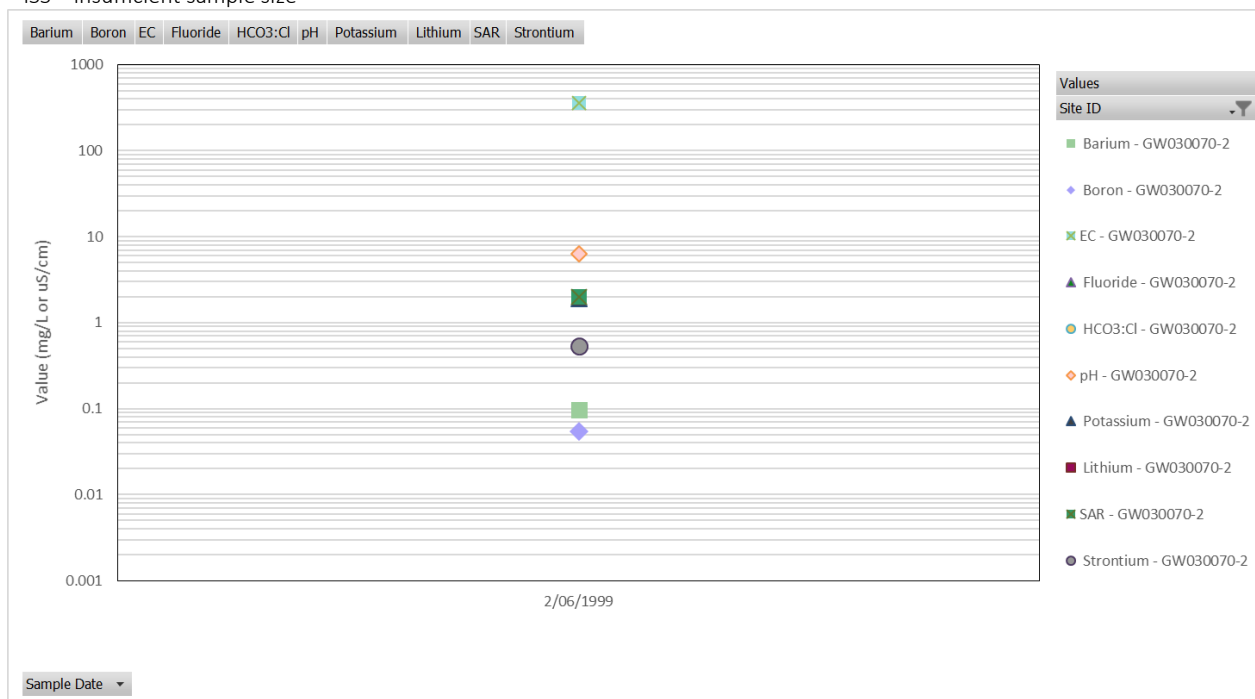 Barium Boron EC Fluoride HCO3:Cl pH Potassium Lithium SAR Strontium
1000
100
10
1
0.1
0.01
0.001
Value (mg/L or uS/cm)
2/06/1999
Sample Date
Values
Site ID
Barium - GW030070-2
Boron - GW030070-2
EC - GW030070-2
Fluoride - GW030070-2
HCO3:Cl - GW030070-2
pH - GW030070-2
Potassium - GW030070-2
Lithium - GW030070-2
SAR - GW030070-2
Strontium - GW030070-2